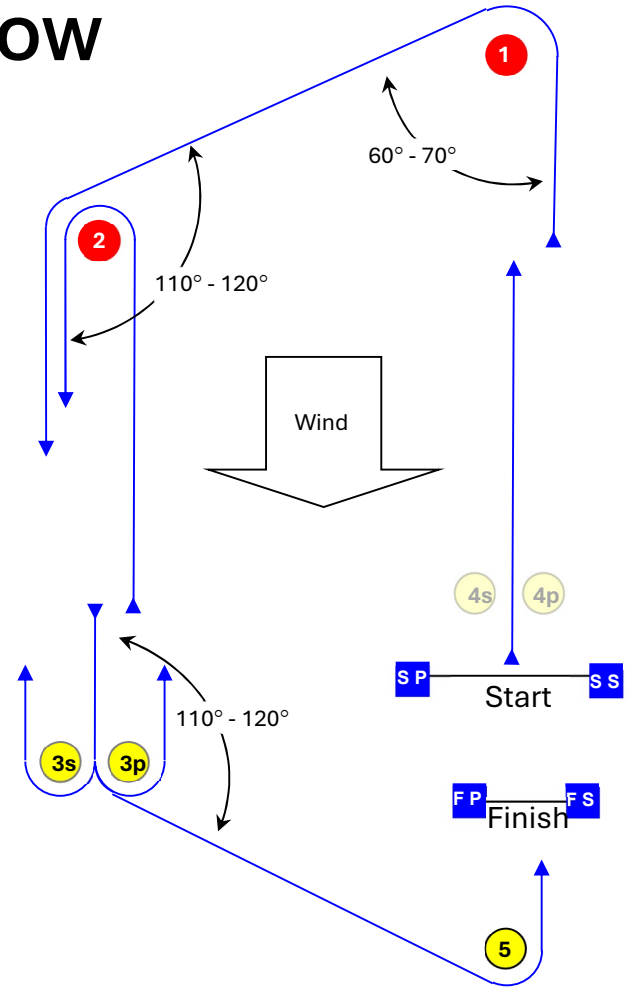 OW
1
60° - 70°
2
110° - 120°
Wind
4s
4p
S P
S S
Start
110° - 120°
3s
3p
F P
F S
Finish
5